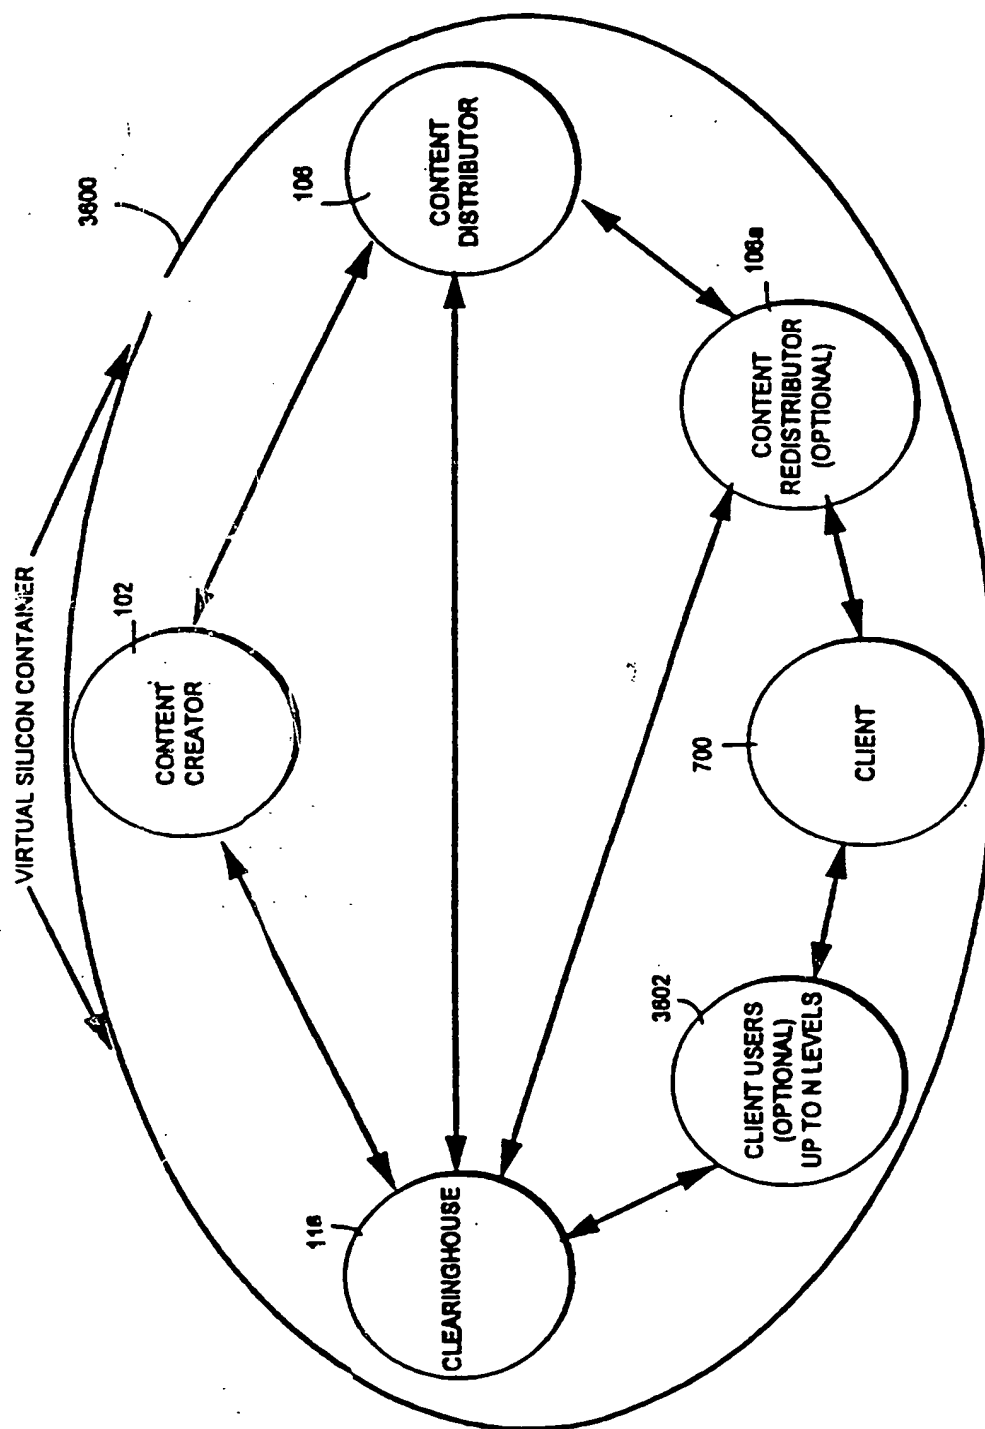 VIRTUAL SILICON CONTAINER
3600
102
CONTENT
CREATOR
106
CONTENT
DISTRIBUTOR
116
CLEARINGHOUSE
106a
CONTENT
REDISTRIBUTOR
(OPTIONAL)
3602
CLIENT USERS
(OPTIONAL)
UP TO N LEVELS
700
CLIENT